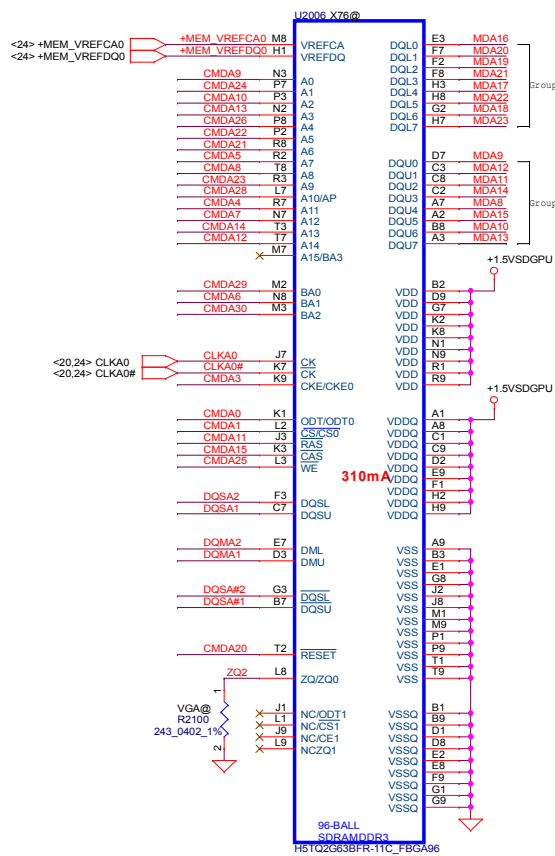 U2006 X76@
<24> +MEM_VREFCA0 +MEM_VREFCA0 M8 VREFCA
<24> +MEM_VREFDQ0 +MEM_VREFDQ0 H1 VREFDQ
CMDA9 N3 A0
CMDA24 P7 A1
CMDA10 P3 A2
CMDA13 N2 A3
CMDA26 P8 A4
CMDA22 P2 A5
CMDA21 R8 A6
CMDA5 R2 A7
CMDA8 T8 A8
CMDA23 R3 A9
CMDA28 L7 A10/AP
CMDA4 R7 A11
CMDA7 N7 A12
CMDA14 T3 A13
CMDA12 T7 A14
M7 A15/BA3
CMDA29 M2 BA0
CMDA6 N8 BA1
CMDA30 M3 BA2
<20,24> CLKA0 CLKA0 J7 CK
<20,24> CLKA0# CLKA0# K7 CK
CMDA3 K9 CKE/CKE0
CMDA0 K1 ODT/ODT0
CMDA1 L2 CS/CS0
CMDA11 J3 RAS
CMDA15 K3 CAS
CMDA25 L3 WE
DQSA2 F3 DQSL
DQSA1 C7 DQSU
DQMA2 E7 DML
DQMA1 D3 DMU
DQSA#2 G3 DQSL
DQSA#1 B7 DQSU
CMDA20 T2 RESET
ZQ2 L8 ZQ/ZQ0
1
VGA@
R2100
243_0402_1%
2
J1 NC/ODT1
L1 NC/CS1
J9 NC/CE1
L9 NCZQ1
DQL0 E3 MDA16
DQL1 F7 MDA20
DQL2 F2 MDA19
DQL3 F8 MDA21
DQL4 H3 MDA17
DQL5 H8 MDA22
DQL6 G2 MDA18
DQL7 H7 MDA23
Group
DQU0 D7 MDA9
DQU1 C3 MDA12
DQU2 C8 MDA11
DQU3 C2 MDA14
DQU4 A7 MDA8
DQU5 A2 MDA15
DQU6 B8 MDA10
DQU7 A3 MDA13
Group
+1.5VSDGPU
VDD B2
VDD D9
VDD G7
VDD K2
VDD K8
VDD N1
VDD N9
VDD R1
VDD R9
+1.5VSDGPU
VDDQ A1
VDDQ A8
VDDQ C1
VDDQ C9
VDDQ D2
VDDQ E9
VDDQ F1
VDDQ H2
VDDQ H9
310mA
VSS A9
VSS B3
VSS E1
VSS G8
VSS J2
VSS J8
VSS M1
VSS M9
VSS P1
VSS P9
VSS T1
VSS T9
VSSQ B1
VSSQ B9
VSSQ D1
VSSQ D8
VSSQ E2
VSSQ E8
VSSQ F9
VSSQ G1
VSSQ G9
96-BALL
SDRAMDDR3
H5TQ2G63BFR-11C_FBGA96